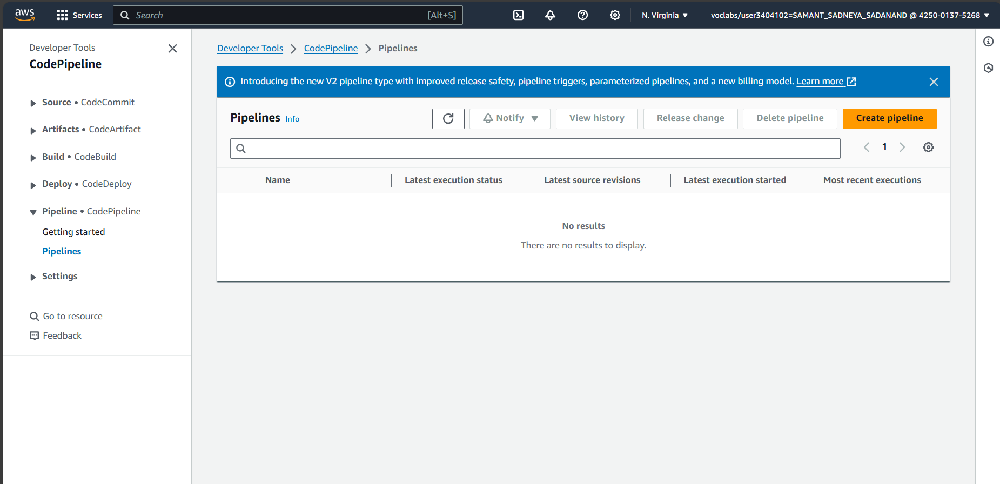 aws Services Search [Alt+S] N. Virginia voclabs/user3404102=SAMANT_SADNEYA_SADANAND @ 4250-0137-5268
Developer Tools
CodePipeline
Source • CodeCommit
Artifacts • CodeArtifact
Build • CodeBuild
Deploy • CodeDeploy
Pipeline • CodePipeline
Getting started
Pipelines
Settings
Go to resource
Feedback
Developer Tools CodePipeline Pipelines
Introducing the new V2 pipeline type with improved release safety, pipeline triggers, parameterized pipelines, and a new billing model. Learn more
Pipelines Info Notify View history Release change Delete pipeline Create pipeline
1
Name Latest execution status Latest source revisions Latest execution started Most recent executions
No results
There are no results to display.